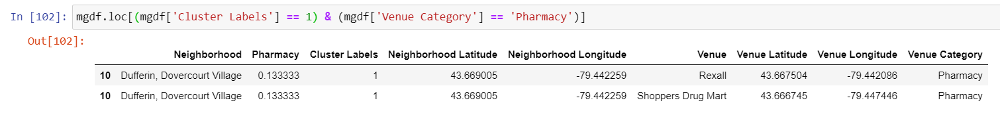 In [102]: mgdf.loc[(mgdf['Cluster Labels'] == 1) & (mgdf['Venue Category'] == 'Pharmacy')]
Out[102]:
Neighborhood Pharmacy Cluster Labels Neighborhood Latitude Neighborhood Longitude Venue Venue Latitude Venue Longitude Venue Category
10 Dufferin, Dovercourt Village 0.133333 1 43.669005 -79.442259 Rexall 43.667504 -79.442086 Pharmacy
10 Dufferin, Dovercourt Village 0.133333 1 43.669005 -79.442259 Shoppers Drug Mart 43.666745 -79.447446 Pharmacy